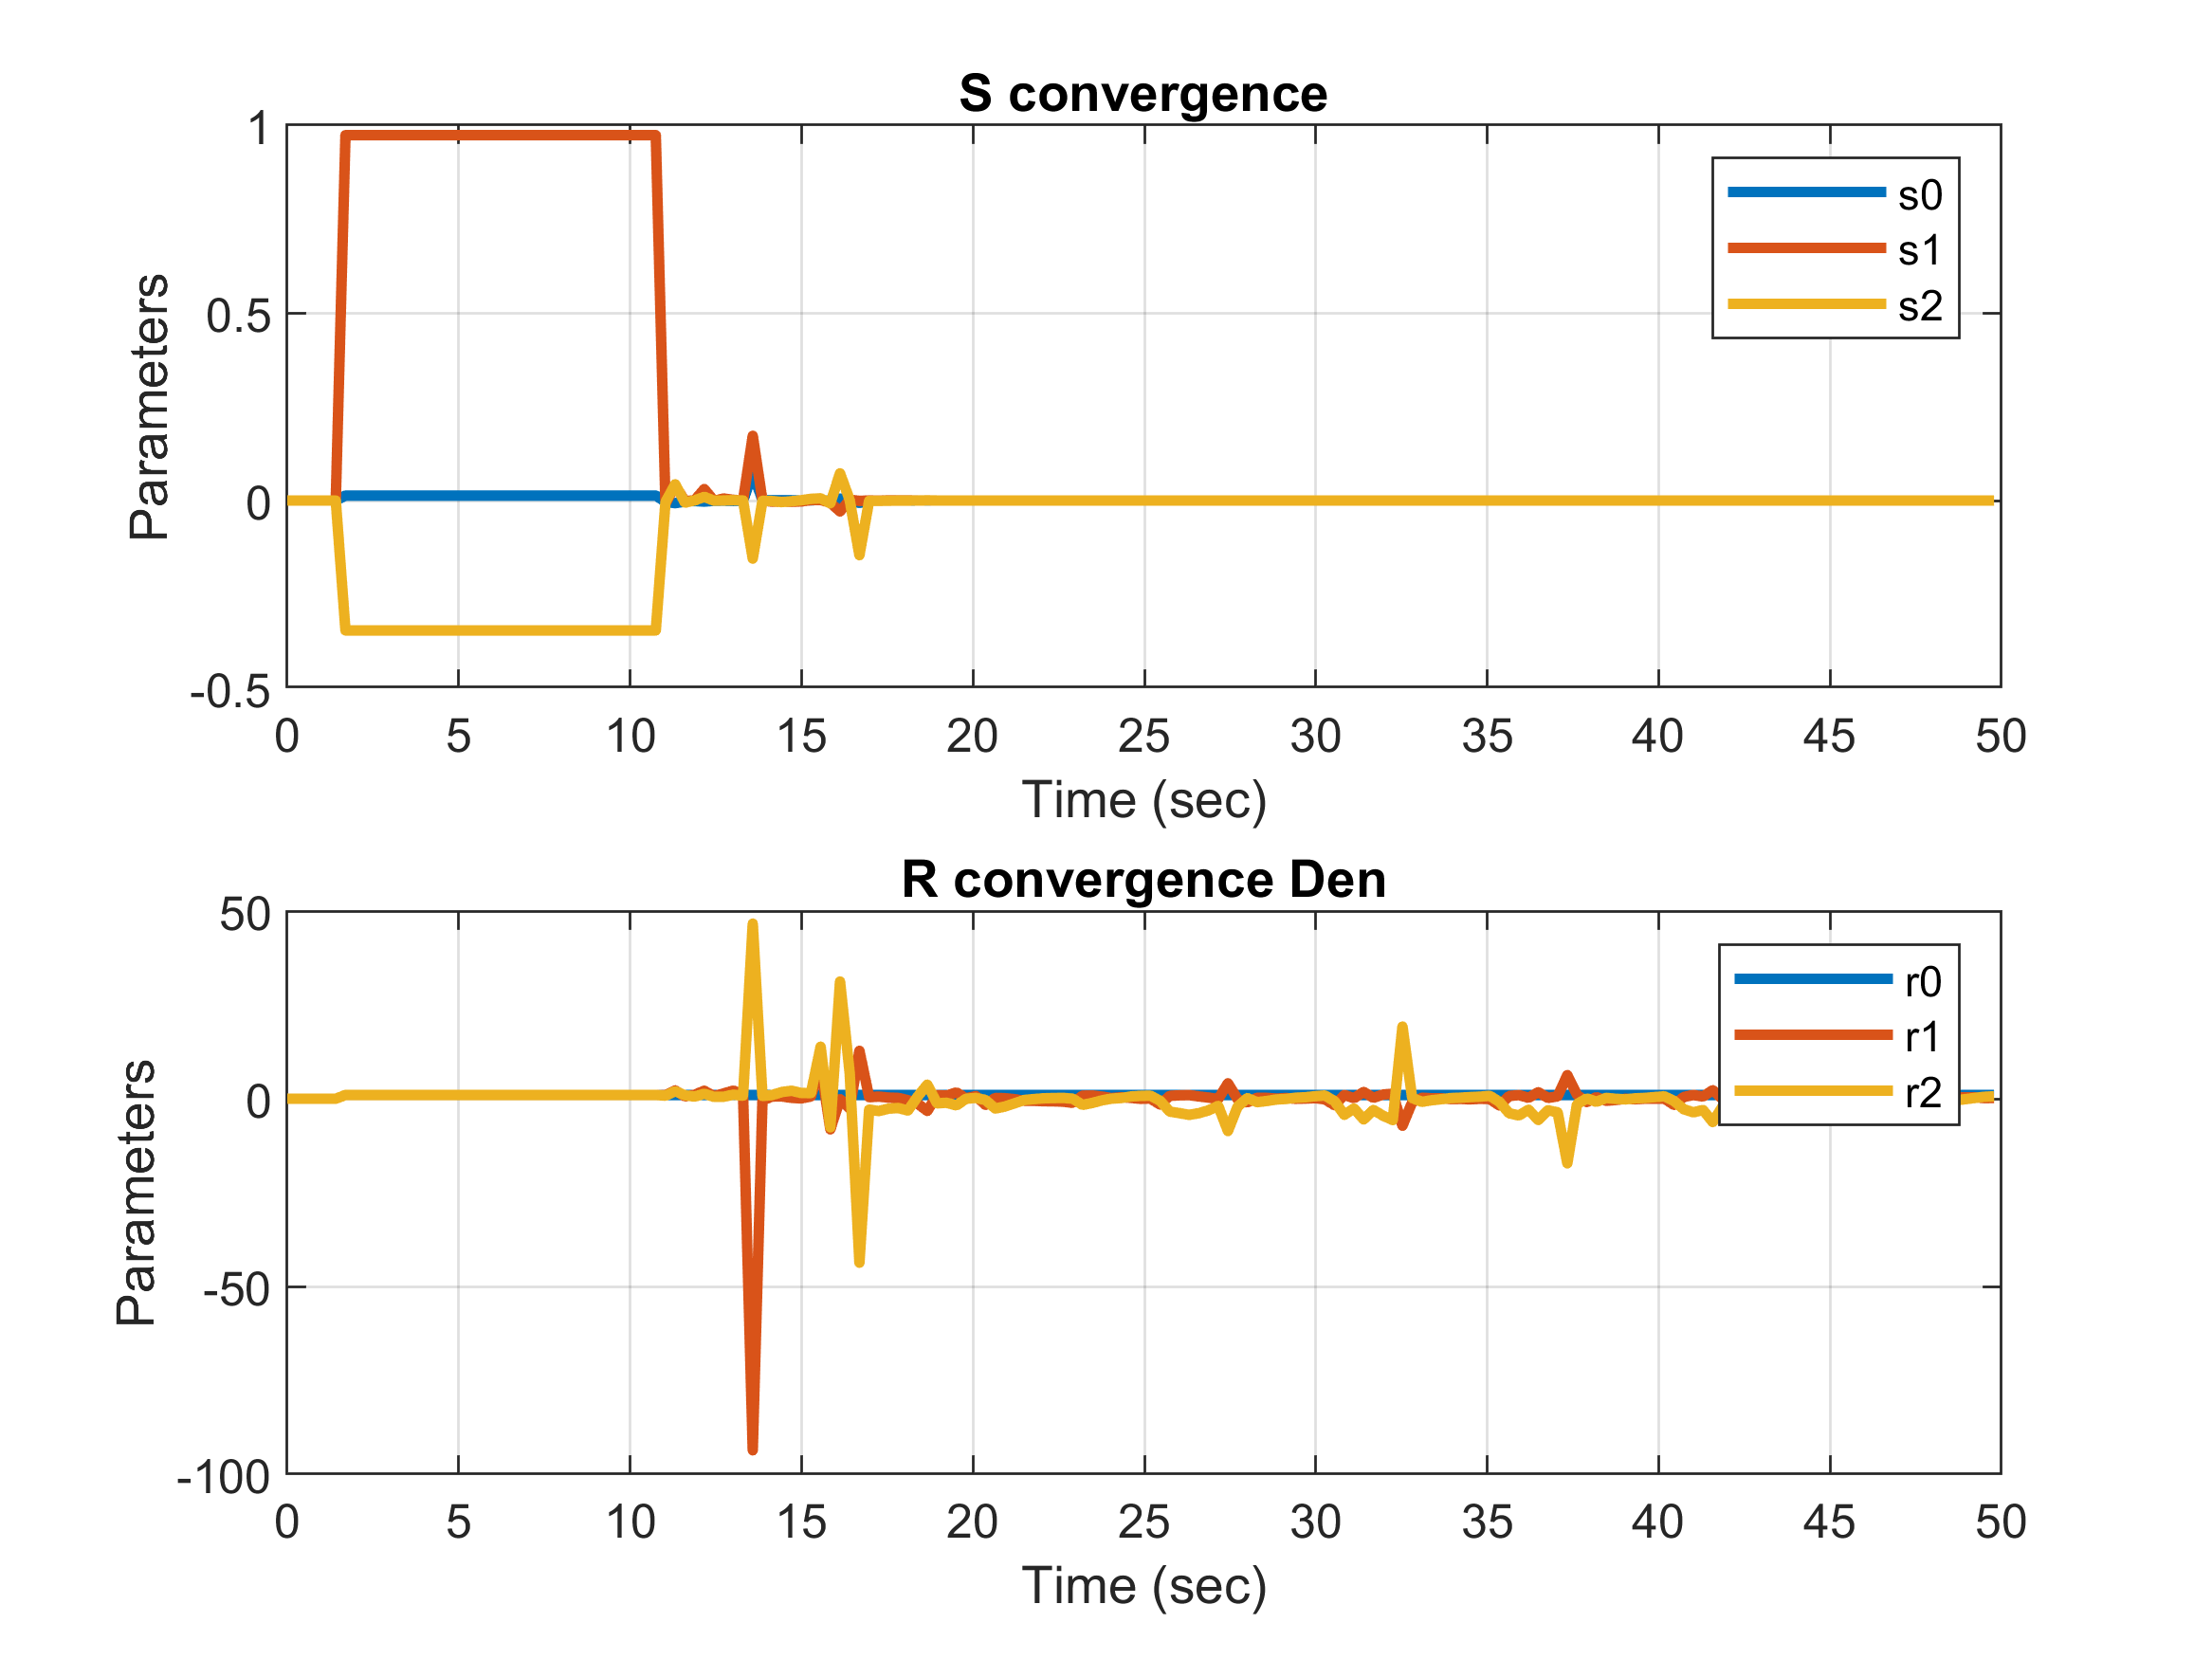 S convergence
1
0.5
0
-0.5
Parameters
s0
s1
s2
0 5 10 15 20 25 30 35 40 45 50
Time (sec)
R convergence Den
50
0
-50
-100
Parameters
r0
r1
r2
0 5 10 15 20 25 30 35 40 45 50
Time (sec)